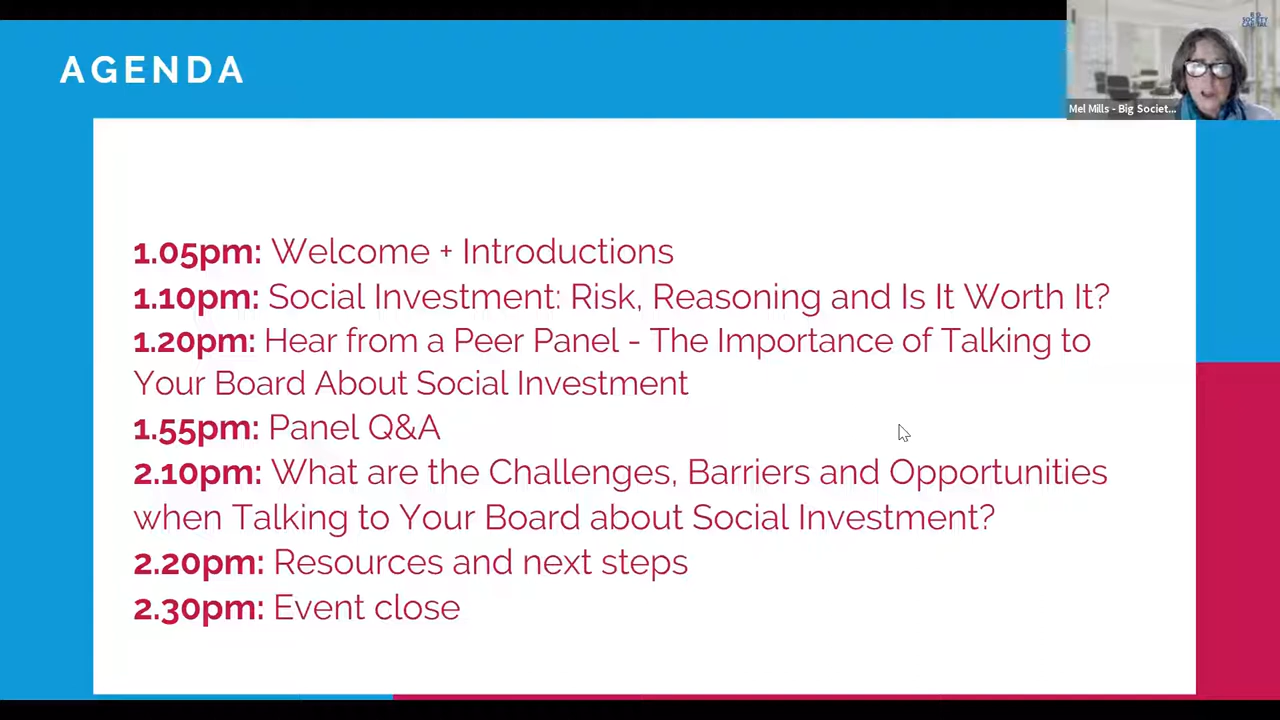 AGENDA
BIG
SOCIETY
CAPITAL
Mel Mills - Big Societ...
1.05pm: Welcome + Introductions
1.10pm: Social Investment: Risk, Reasoning and Is It Worth It?
1.20pm: Hear from a Peer Panel - The Importance of Talking to
Your Board About Social Investment
1.55pm: Panel Q&A
2.10pm: What are the Challenges, Barriers and Opportunities
when Talking to Your Board about Social Investment?
2.20pm: Resources and next steps
2.30pm: Event close